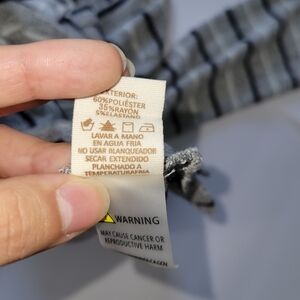 EXTERIOR:
60%POLIÉSTER
35%RAYON
5%ELASTANO
LAVAR A MANO
EN AGUA FRIA
NO USAR BLANQUEADOR
SECAR EXTENDIDO
PLANCHADO A
TEMPERATURA FRIA
WARNING
MAY CAUSE CANCER OR
REPRODUCTIVE HARM